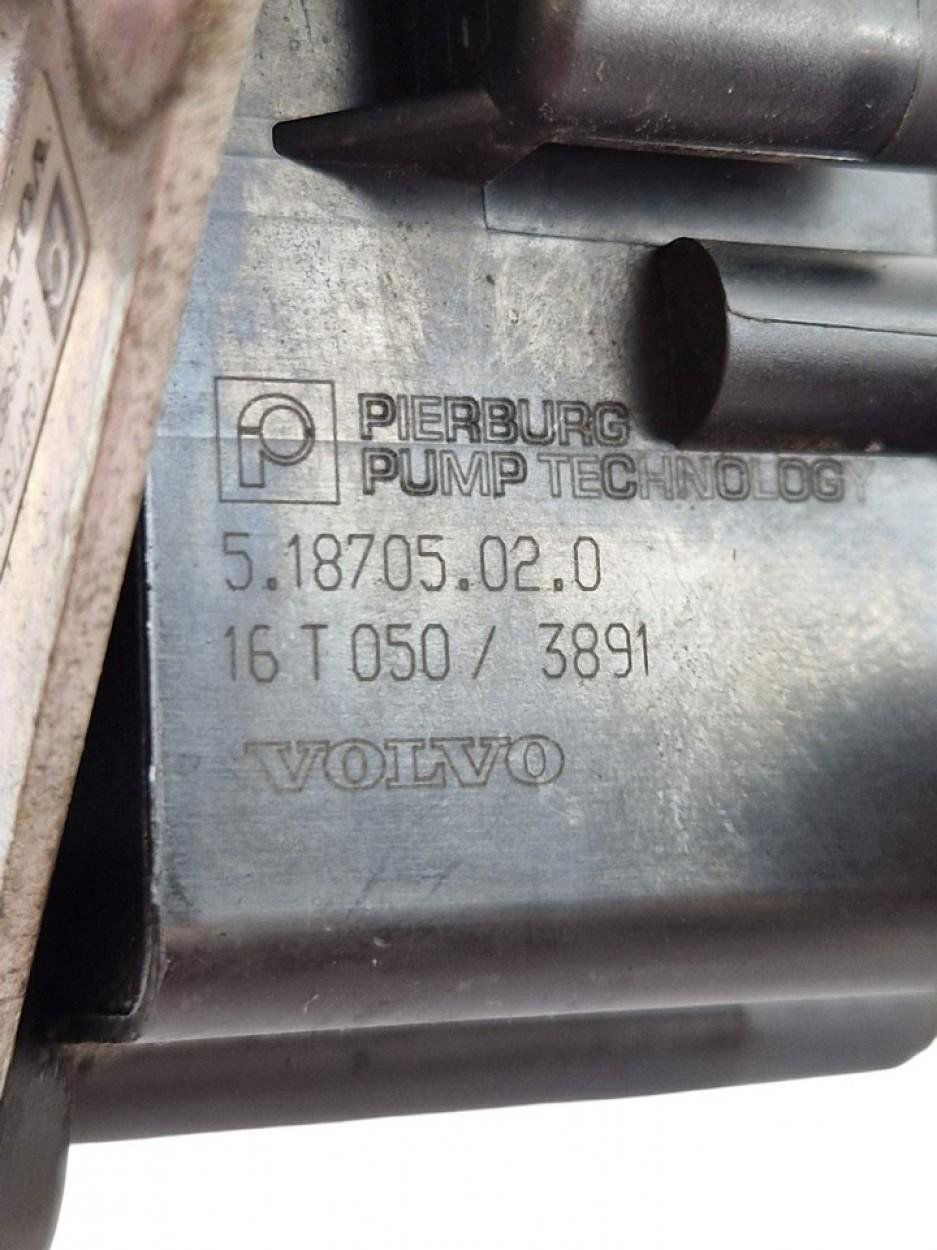 PIERBURG
PUMP TECHNOLOGY
5.18705.02.0
16 T 050 / 3891
VOLVO